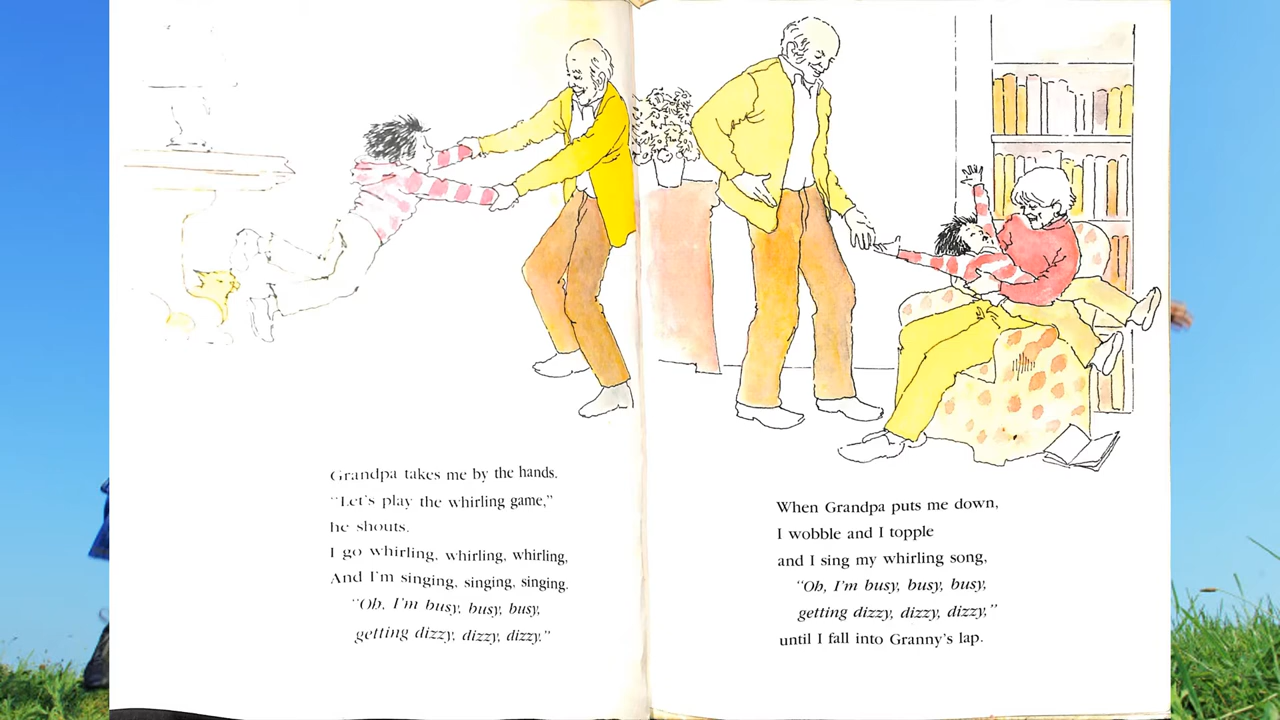 Grandpa takes me by the hands.
"Let's play the whirling game,"
he shouts.
I go whirling, whirling, whirling,
And I'm singing, singing, singing.
"Oh, I'm busy, busy, busy,
getting dizzy, dizzy, dizzy."
When Grandpa puts me down,
I wobble and I topple
and I sing my whirling song,
"Oh, I'm busy, busy, busy,
getting dizzy, dizzy, dizzy,"
until I fall into Granny's lap.